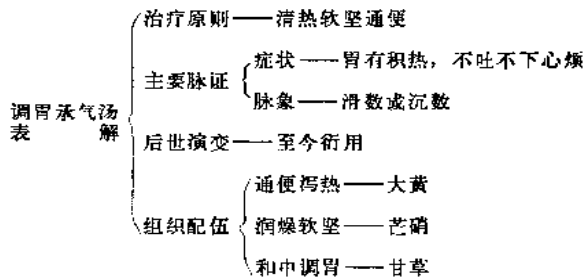 治疗原则——清热软坚通便
症状——胃有积热，不吐不下心烦
主要脉证
脉象——滑数或沉数
调胃承气汤
表解
后世演变——至今衍用
通便泻热——大黄
组织配伍
润燥软坚——芒硝
和中调胃——甘草